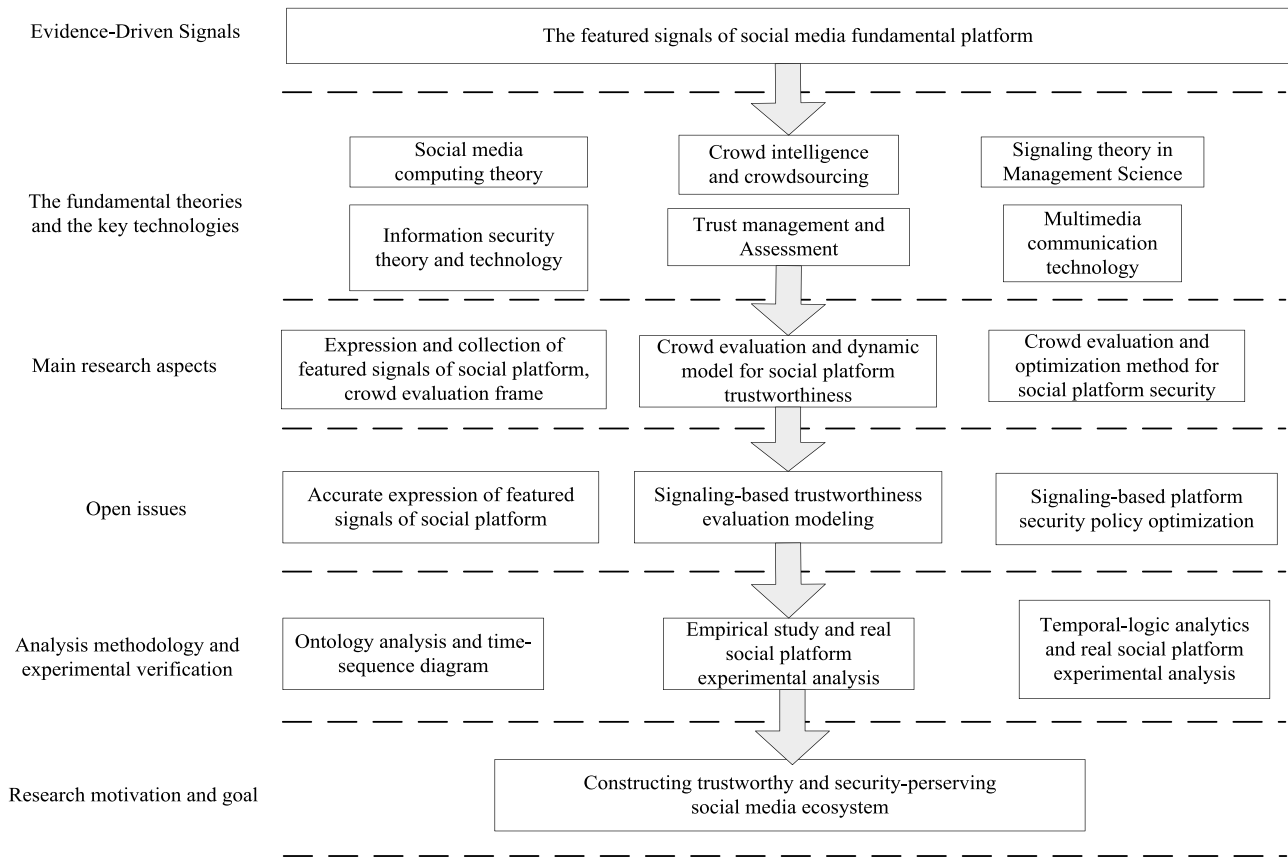 Evidence-Driven Signals
The featured signals of social media fundamental platform
The fundamental theories
and the key technologies
Social media
computing theory
Crowd intelligence
and crowdsourcing
Signaling theory in
Management Science
Information security
theory and technology
Trust management and
Assessment
Multimedia
communication
technology
Main research aspects
Expression and collection of
featured signals of social platform,
crowd evaluation frame
Crowd evaluation and dynamic
model for social platform
trustworthiness
Crowd evaluation and
optimization method for
social platform security
Open issues
Accurate expression of featured
signals of social platform
Signaling-based trustworthiness
evaluation modeling
Signaling-based platform
security policy optimization
Analysis methodology and
experimental verification
Ontology analysis and time-
sequence diagram
Empirical study and real
social platform
experimental analysis
Temporal-logic analytics
and real social platform
experimental analysis
Research motivation and goal
Constructing trustworthy and security-perserving
social media ecosystem